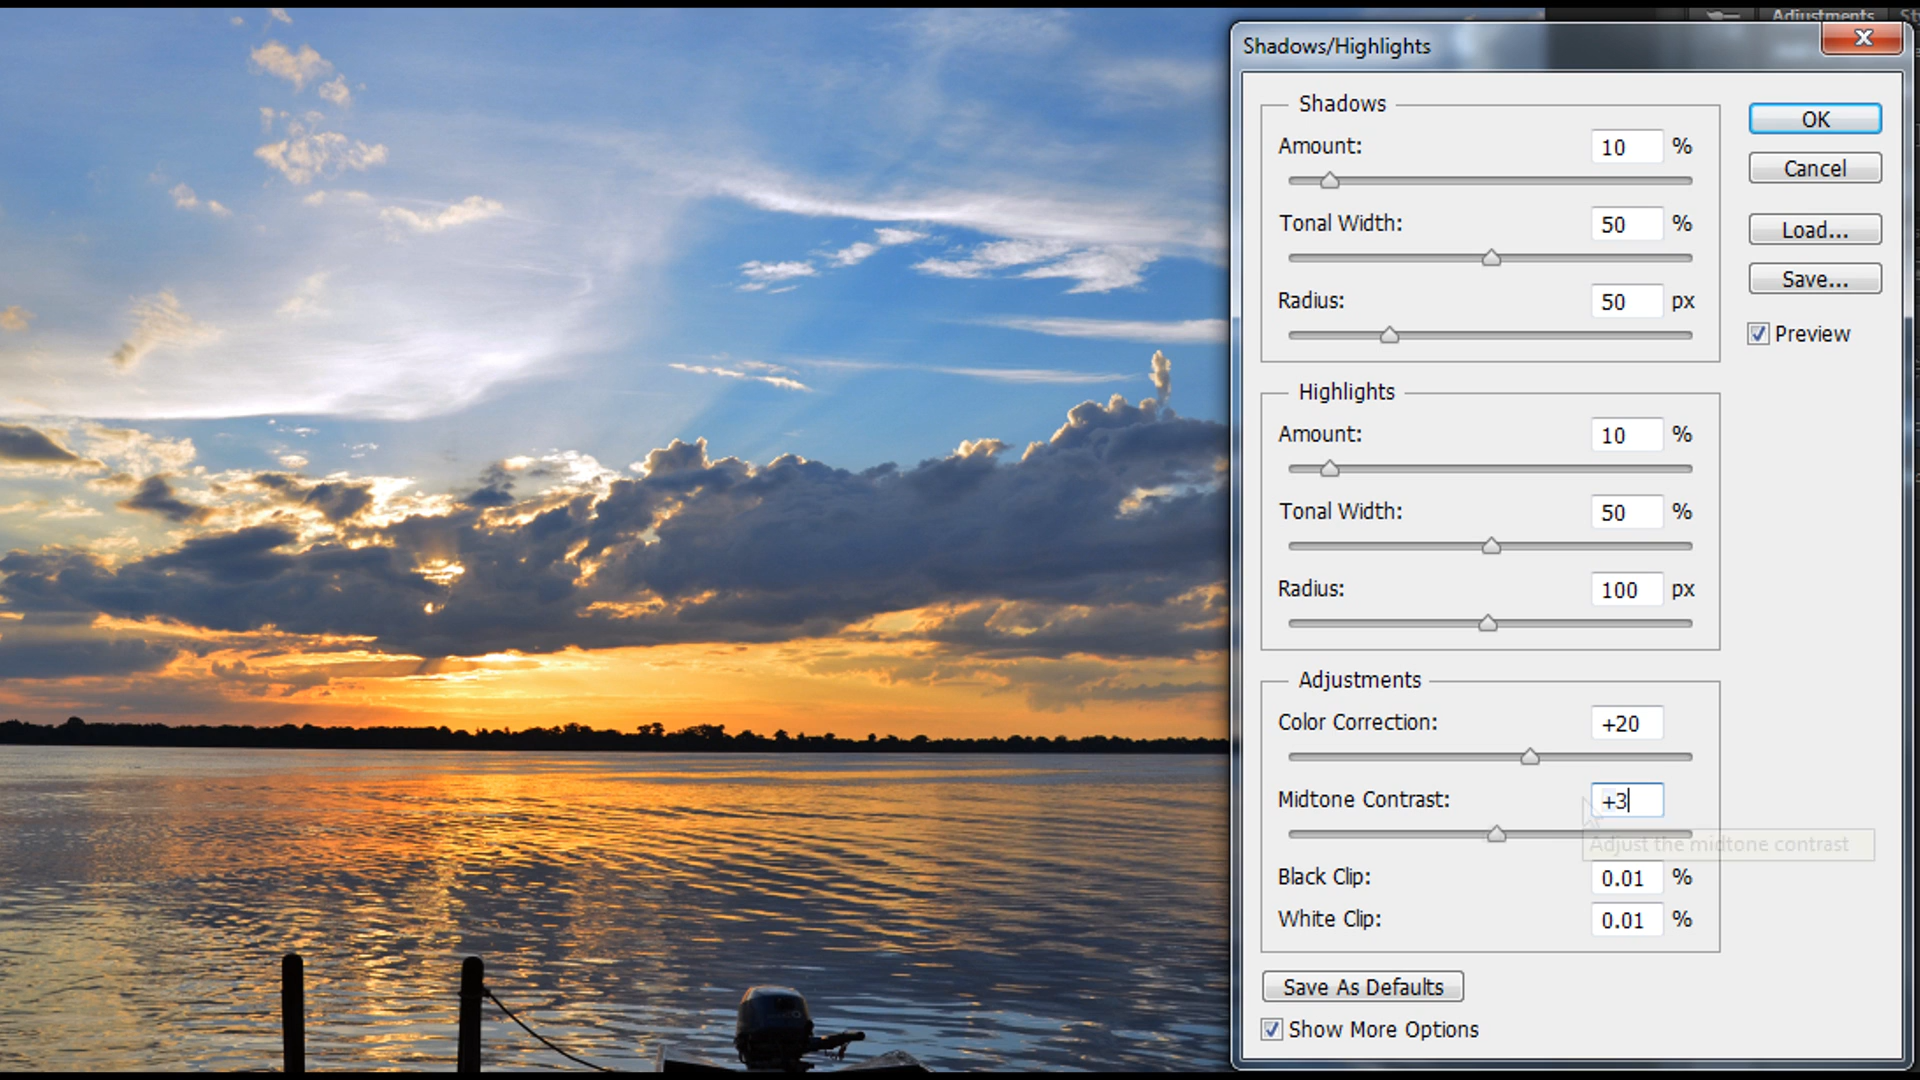 Adjustments
Shadows/Highlights
Shadows
Amount: 10 %
Tonal Width: 50 %
Radius: 50 px
Highlights
Amount: 10 %
Tonal Width: 50 %
Radius: 100 px
Adjustments
Color Correction: +20
Midtone Contrast: +3
Adjust the midtone contrast
Black Clip: 0.01 %
White Clip: 0.01 %
Save As Defaults
Show More Options
OK
Cancel
Load...
Save...
Preview